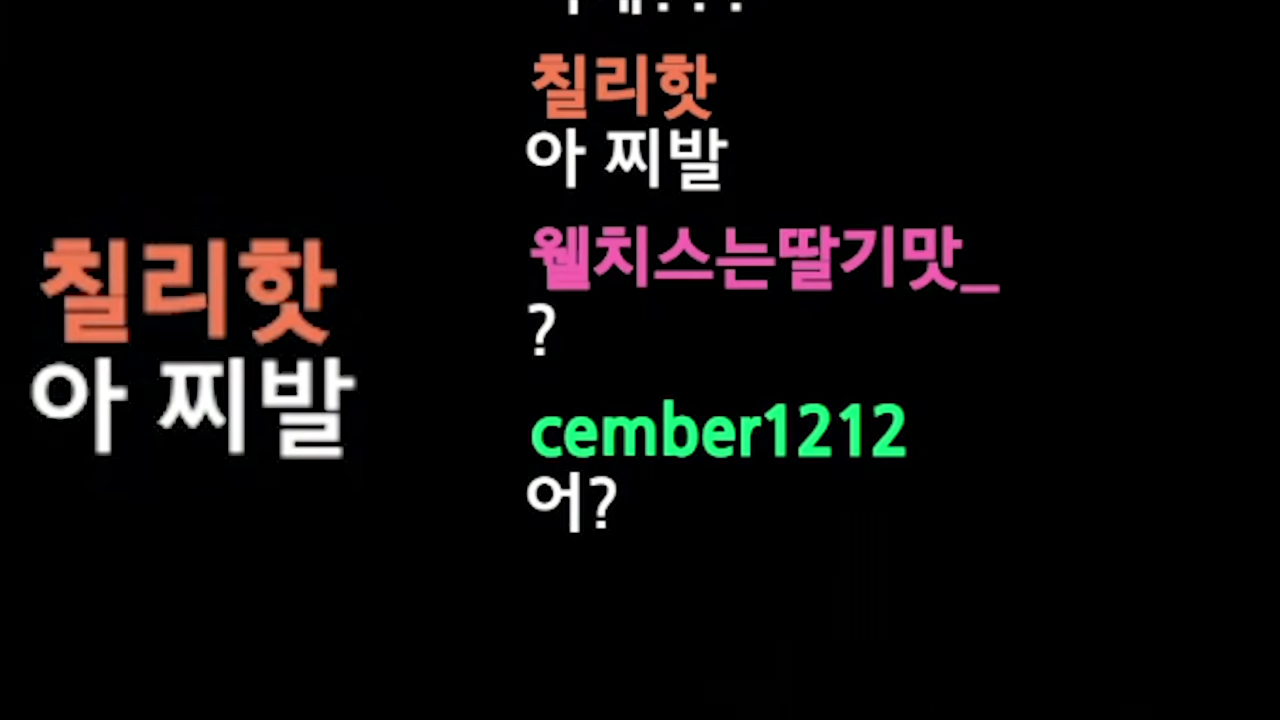 칠리핫
아 찌발
칠리핫
아 찌발
웰치스는딸기맛_
?
cember1212
어?